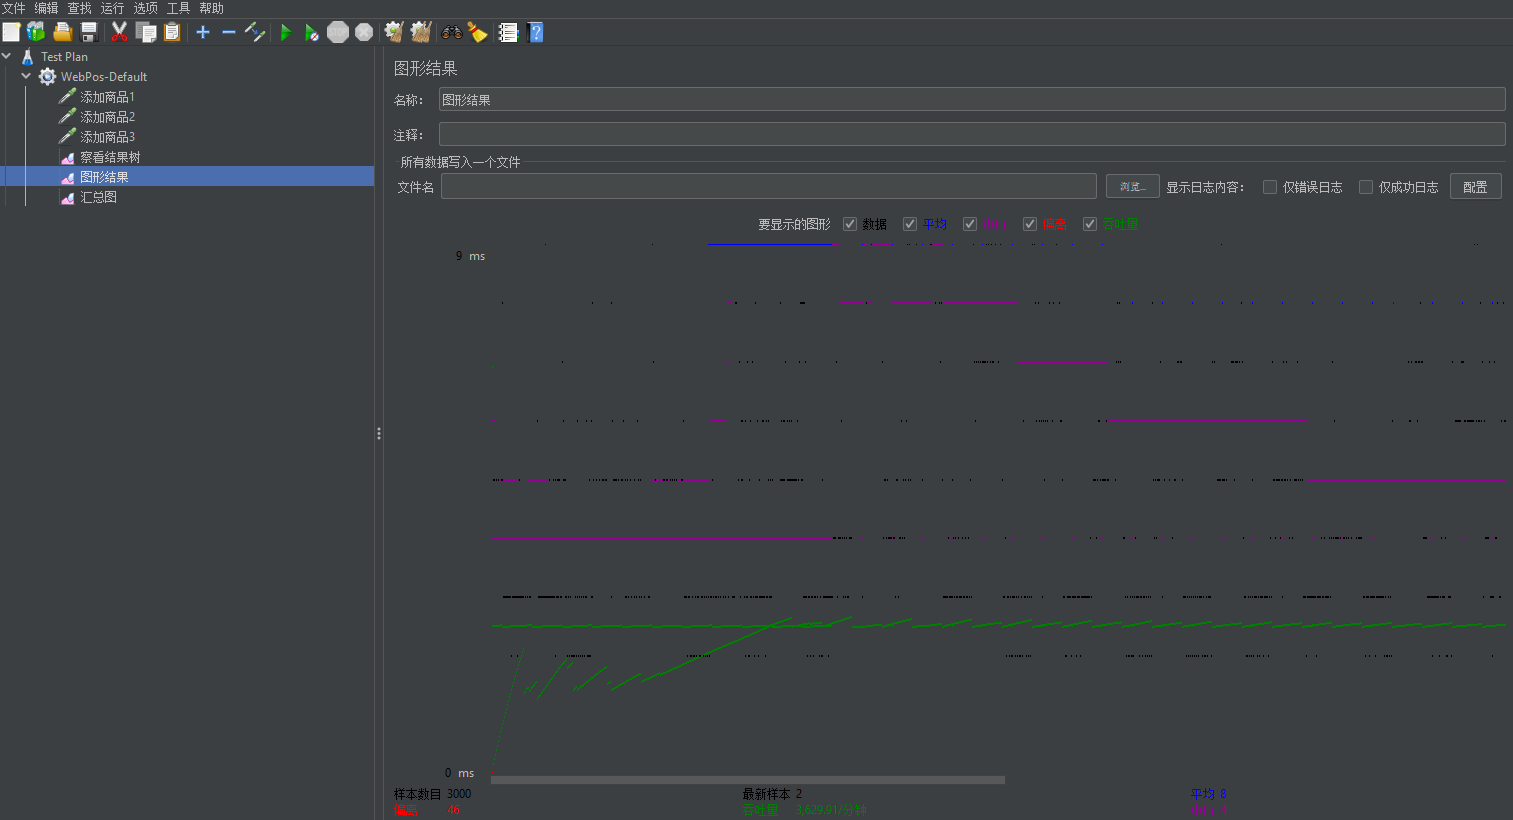 文件 编辑 查找 运行 选项 工具 帮助
STOP
Test Plan
WebPos-Default
添加商品1
添加商品2
添加商品3
察看结果树
图形结果
汇总图
图形结果
名称： 图形结果
注释：
所有数据写入一个文件
文件名 浏览... 显示日志内容： 仅错误日志 仅成功日志 配置
要显示的图形 数据 平均 中值 偏离 吞吐量
9 ms
0 ms
样本数目 3000 最新样本 2 平均 8
偏离 46 吞吐量 3,629.91/分钟 中值 4